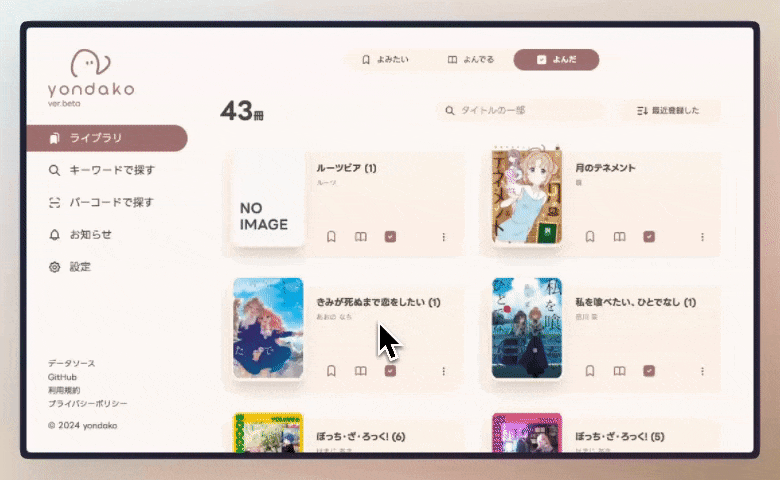 yondako
ver.beta
ライブラリ
キーワードで探す
バーコードで探す
お知らせ
設定
データソース
GitHub
利用規約
プライバシーポリシー
© 2024 yondako
よみたい
よんでる
よんだ
43冊
タイトルの一部
最近登録した
NO
IMAGE
ルーツビア (1)
ルーツ
月のテネメント
きみが死ぬまで恋をしたい (1)
あおの なち
私を喰べたい、ひとでなし (1)
ぼっち・ざ・ろっく! (6)
ぼっち・ざ・ろっく! (5)